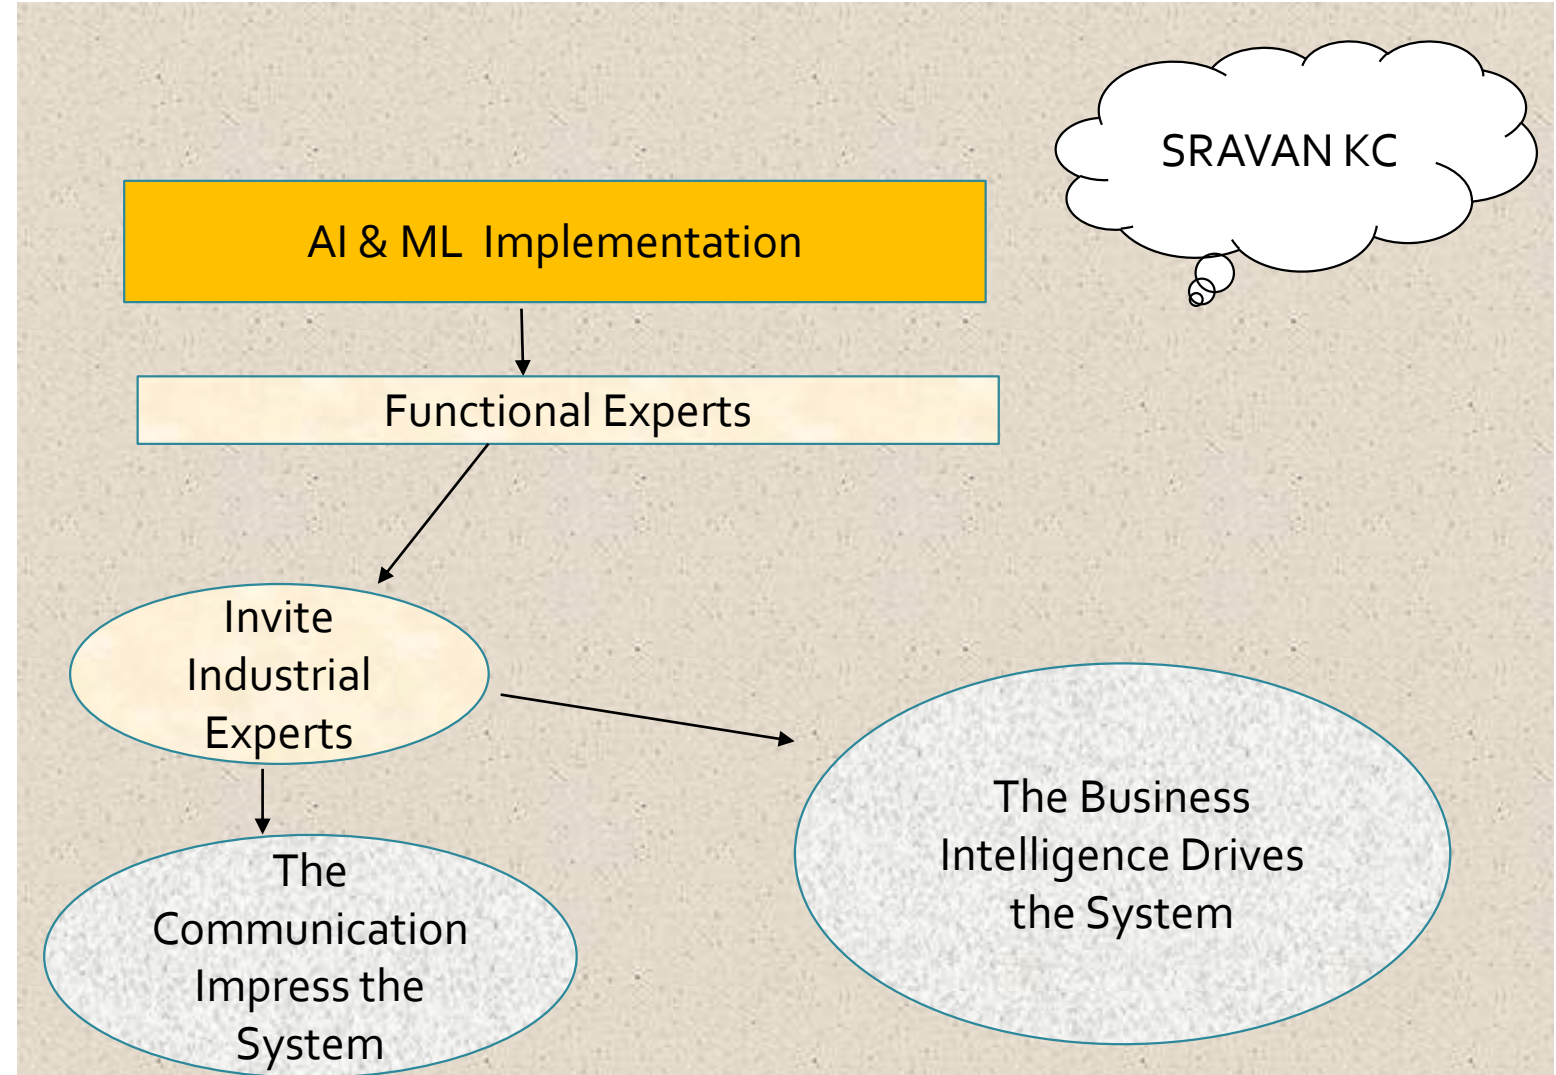 SRAVAN KC
AI & ML  Implementation
Functional Experts
Invite
Industrial
Experts
The Business
Intelligence Drives
the System
The
Communication
Impress the
System